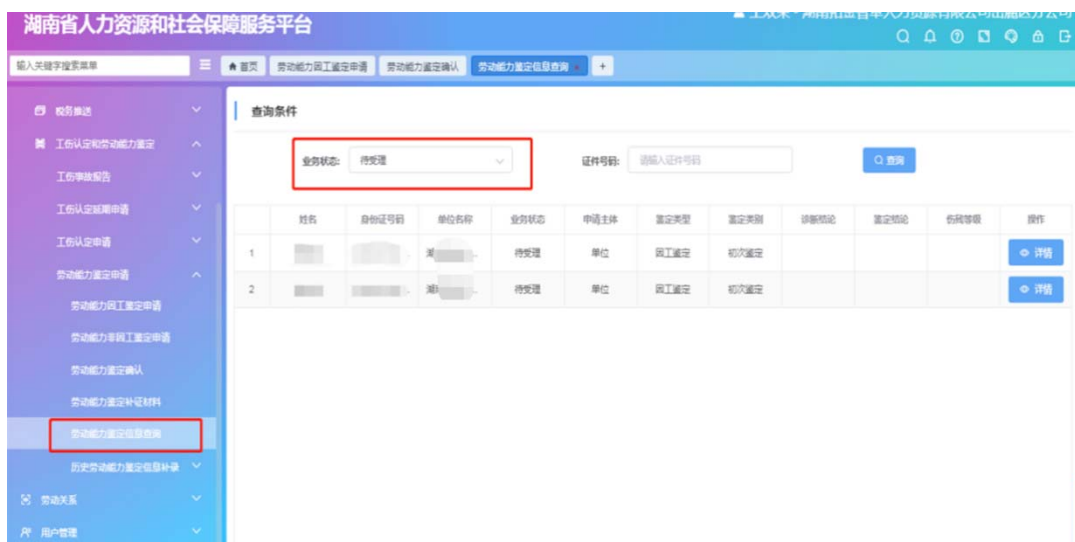 湖南省人力资源和社会保障服务平台
输入关键字搜索菜单
首页 劳动能力因工鉴定申请 劳动能力鉴定确认 劳动能力鉴定信息查询 × +
税务推送
工伤认定和劳动能力鉴定
工伤事故报告
工伤认定延期申请
工伤认定申请
劳动能力鉴定申请
劳动能力因工鉴定申请
劳动能力非因工鉴定申请
劳动能力鉴定确认
劳动能力鉴定补证材料
劳动能力鉴定信息查询
历史劳动能力鉴定信息补录
劳动关系
用户管理
查询条件
业务状态: 待受理 证件号码: 请输入证件号码 查询
姓名 身份证号码 单位名称 业务状态 申请主体 鉴定类型 鉴定类别 诊断结论 鉴定结论 伤残等级 操作
1 待受理 单位 因工鉴定 初次鉴定 详情
2 待受理 单位 因工鉴定 初次鉴定 详情